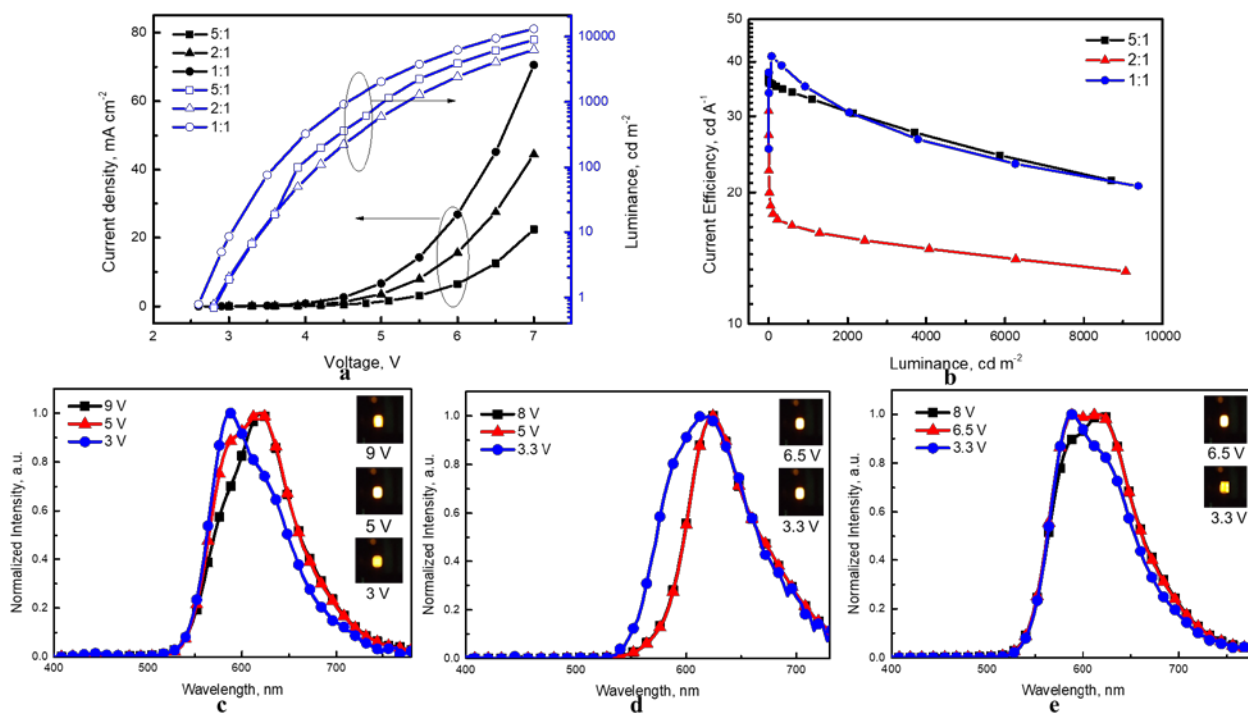 80
60
40
20
0
Current density, mA cm-2
5:1
2:1
1:1
5:1
2:1
1:1
10000
1000
100
10
1
Luminance, cd m-2
2 3 4 5 6 7
Voltage, V
a
50
40
30
20
10
Current Efficiency, cd A-1
5:1
2:1
1:1
0 2000 4000 6000 8000 10000
Luminance, cd m-2
b
1.0
0.8
0.6
0.4
0.2
0.0
Normalized Intensity, a.u.
9 V
5 V
3 V
9 V
5 V
3 V
400 500 600 700
Wavelength, nm
c
1.0
0.8
0.6
0.4
0.2
0.0
Normalized Intensity, a.u.
8 V
5 V
3.3 V
6.5 V
3.3 V
400 500 600 700
Wavelength, nm
d
1.0
0.8
0.6
0.4
0.2
0.0
Normalized Intensity, a.u.
8 V
6.5 V
3.3 V
6.5 V
3.3 V
400 500 600 700
Wavelength, nm
e